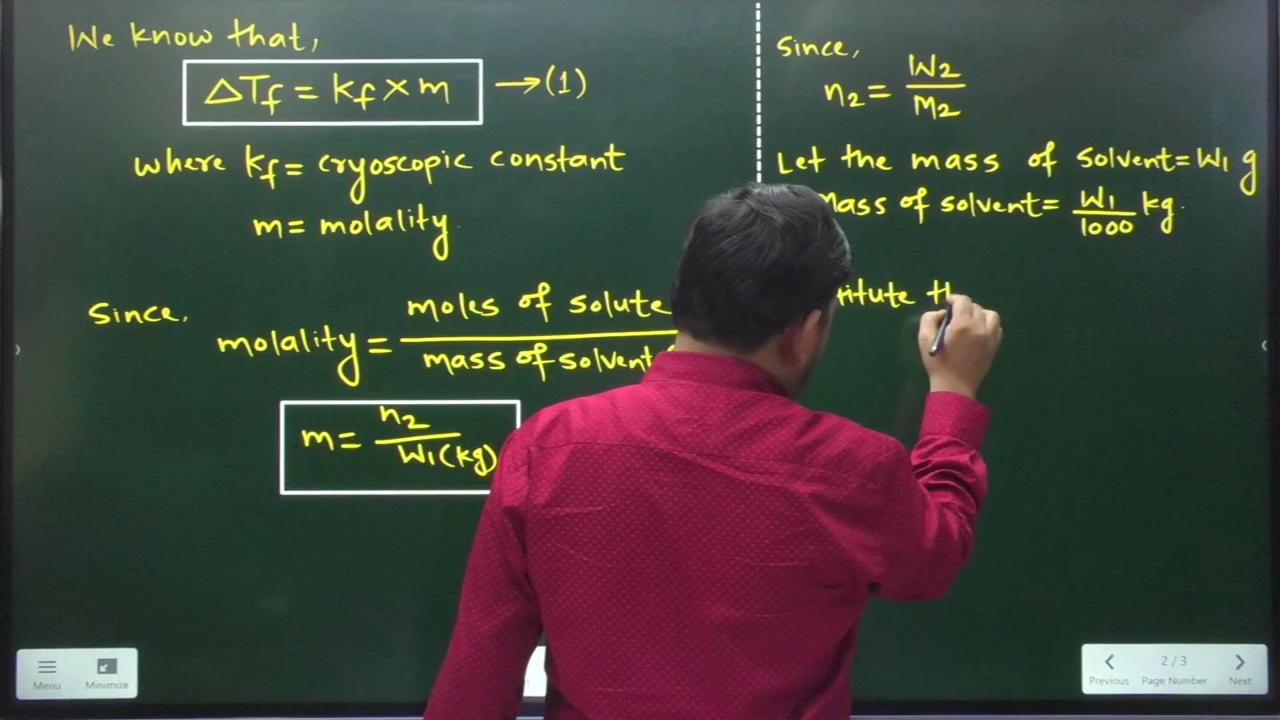 We know that,
ΔTf = kf × m → (1)
where kf = cryoscopic constant
m = molality
Since,
molality = moles of solute / mass of solvent
m = n2 / W1 (kg)
Since,
n2 = W2 / M2
Let the mass of solvent = W1 g
mass of solvent = W1 / 1000 kg.
Menu
Minimize
Previous
2 / 3
Page Number
Next